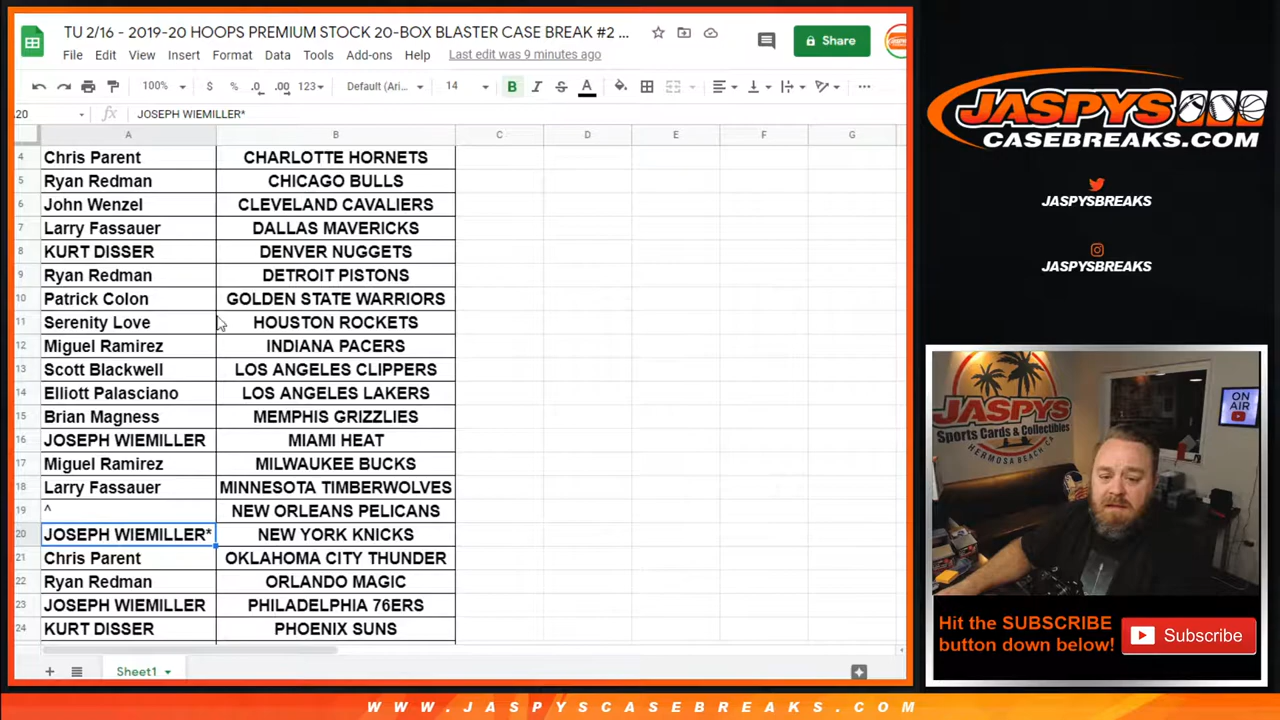 TU 2/16 - 2019-20 HOOPS PREMIUM STOCK 20-BOX BLASTER CASE BREAK #2 ...
File Edit View Insert Format Data Tools Add-ons Help Last edit was 9 minutes ago
Share
100% $ % .0 .00 123 Default (Ari... 14 B I S A
20 fx JOSEPH WIEMILLER*
A B C D E F G
4 Chris Parent CHARLOTTE HORNETS
5 Ryan Redman CHICAGO BULLS
6 John Wenzel CLEVELAND CAVALIERS
7 Larry Fassauer DALLAS MAVERICKS
8 KURT DISSER DENVER NUGGETS
9 Ryan Redman DETROIT PISTONS
10 Patrick Colon GOLDEN STATE WARRIORS
11 Serenity Love HOUSTON ROCKETS
12 Miguel Ramirez INDIANA PACERS
13 Scott Blackwell LOS ANGELES CLIPPERS
14 Elliott Palasciano LOS ANGELES LAKERS
15 Brian Magness MEMPHIS GRIZZLIES
16 JOSEPH WIEMILLER MIAMI HEAT
17 Miguel Ramirez MILWAUKEE BUCKS
18 Larry Fassauer MINNESOTA TIMBERWOLVES
19 ^ NEW ORLEANS PELICANS
20 JOSEPH WIEMILLER* NEW YORK KNICKS
21 Chris Parent OKLAHOMA CITY THUNDER
22 Ryan Redman ORLANDO MAGIC
23 JOSEPH WIEMILLER PHILADELPHIA 76ERS
24 KURT DISSER PHOENIX SUNS
Sheet1
JASPYS
CASEBREAKS.COM
JASPYSBREAKS
JASPYSBREAKS
JASPYS
Sports Cards & Collectibles
HERMOSA BEACH CA
ON
AIR
Hit the SUBSCRIBE
button down below!
Subscribe
WWW.JASPYSCASEBREAKS.COM